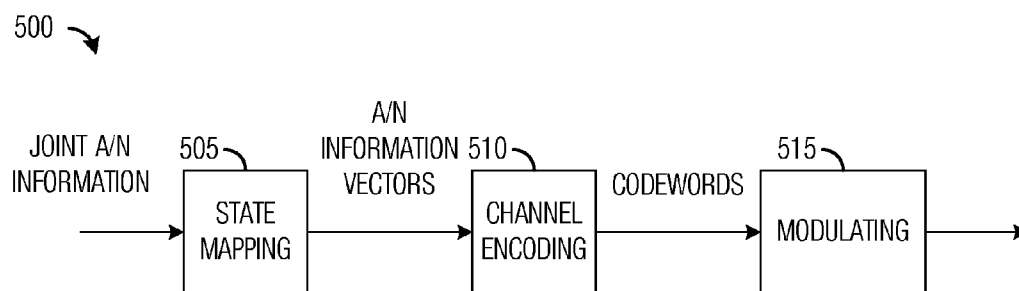 500
JOINT A/N
INFORMATION
505
STATE
MAPPING
A/N
INFORMATION
VECTORS
510
CHANNEL
ENCODING
CODEWORDS
515
MODULATING